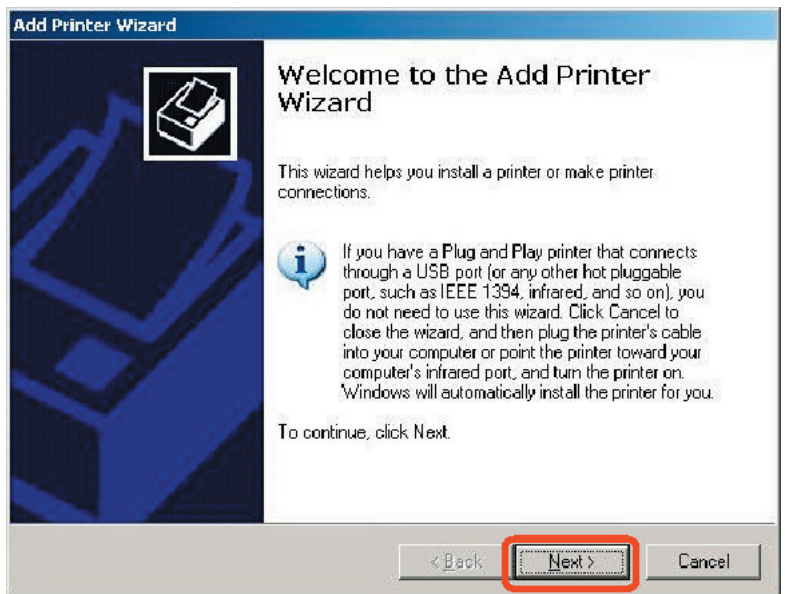 Add Printer Wizard
Welcome to the Add Printer
Wizard
This wizard helps you install a printer or make printer
connections.
If you have a Plug and Play printer that connects
through a USB port (or any other hot pluggable
port, such as IEEE 1394, infrared, and so on), you
do not need to use this wizard. Click Cancel to
close the wizard, and then plug the printer's cable
into your computer or point the printer toward your
computer's infrared port, and turn the printer on.
Windows will automatically install the printer for you.
To continue, click Next.
< Back Next > Cancel